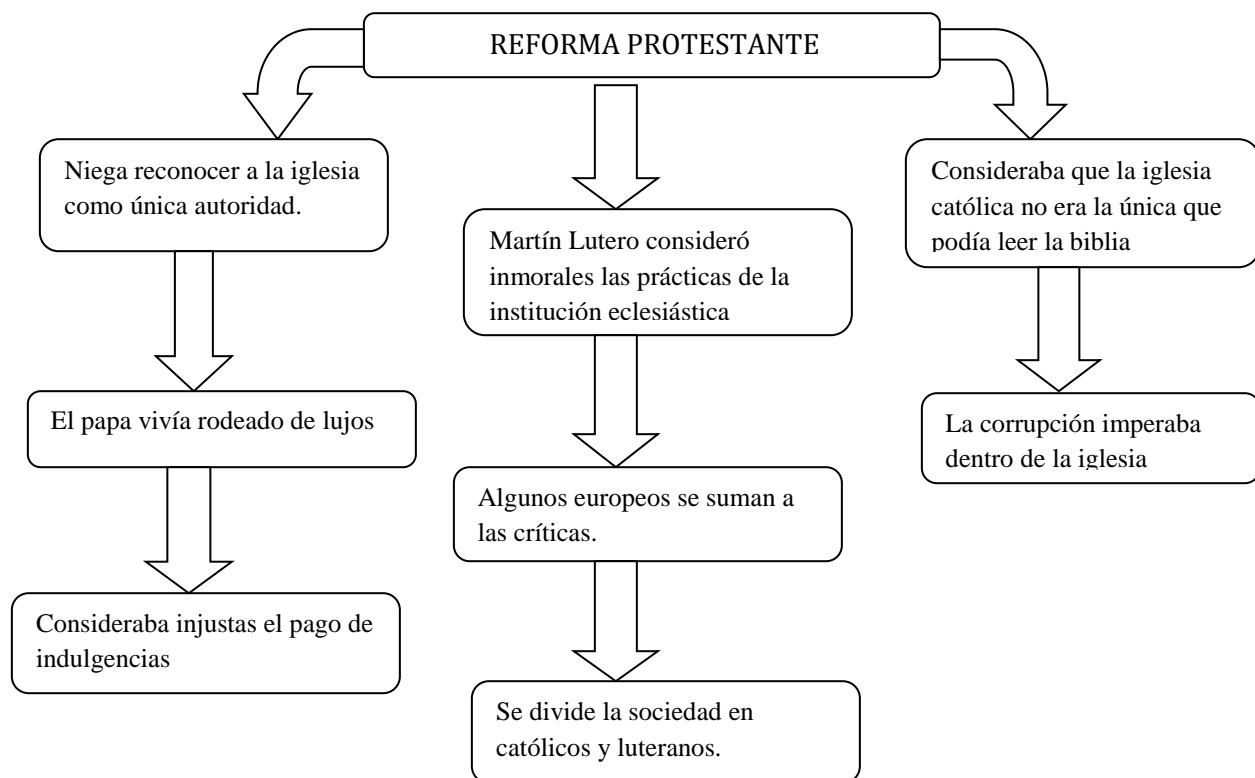 REFORMA PROTESTANTE
Niega reconocer a la iglesia
como única autoridad.
El papa vivía rodeado de lujos
Consideraba injustas el pago de
indulgencias
Martín Lutero consideró
inmorales las prácticas de la
institución eclesiástica
Algunos europeos se suman a
las críticas.
Se divide la sociedad en
católicos y luteranos.
Consideraba que la iglesia
católica no era la única que
podía leer la biblia
La corrupción imperaba
dentro de la iglesia